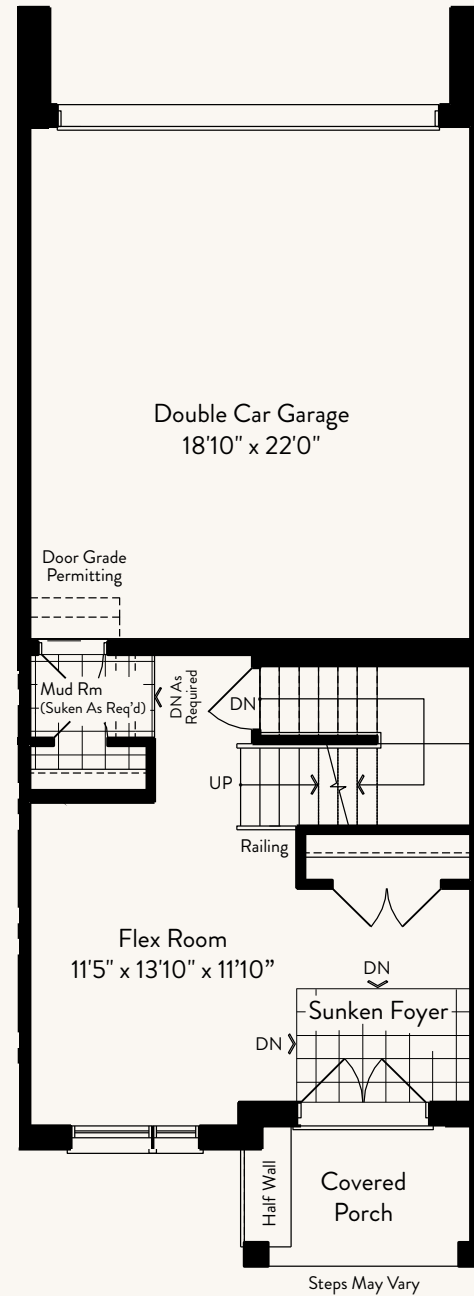 Double Car Garage
18'10" x 22'0"
Door Grade
Permitting
Mud Rm
(Suken As Req'd)
DN As
Required
DN
UP
Railing
Flex Room
11'5" x 13'10" x 11'10”
DN
Sunken Foyer
DN
Half Wall
Covered
Porch
Steps May Vary